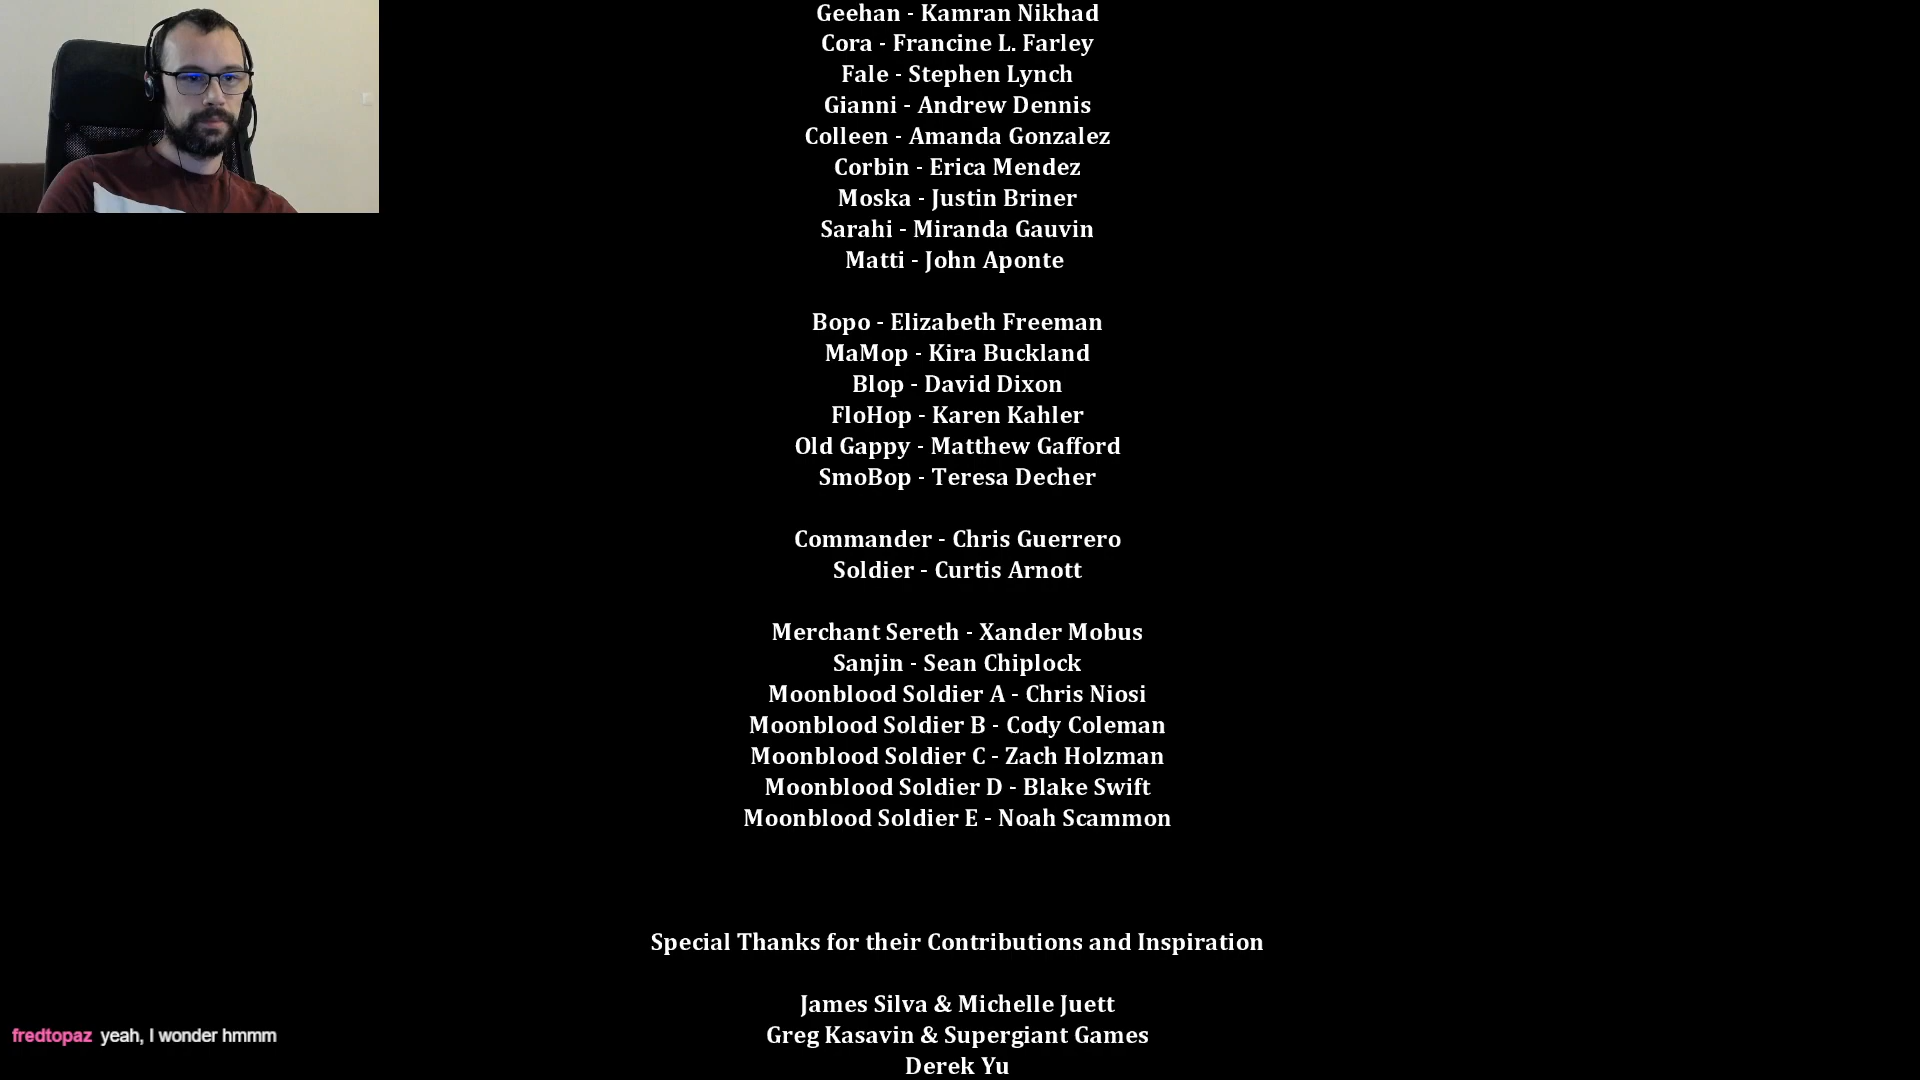 Geehan - Kamran Nikhad
Cora - Francine L. Farley
Fale - Stephen Lynch
Gianni - Andrew Dennis
Colleen - Amanda Gonzalez
Corbin - Erica Mendez
Moska - Justin Briner
Sarahi - Miranda Gauvin
Matti - John Aponte
Bopo - Elizabeth Freeman
MaMop - Kira Buckland
Blop - David Dixon
FloHop - Karen Kahler
Old Gappy - Matthew Gafford
SmoBop - Teresa Decher
Commander - Chris Guerrero
Soldier - Curtis Arnott
Merchant Sereth - Xander Mobus
Sanjin - Sean Chiplock
Moonblood Soldier A - Chris Niosi
Moonblood Soldier B - Cody Coleman
Moonblood Soldier C - Zach Holzman
Moonblood Soldier D - Blake Swift
Moonblood Soldier E - Noah Scammon
Special Thanks for their Contributions and Inspiration
James Silva & Michelle Juett
Greg Kasavin & Supergiant Games
Derek Yu
fredtopaz yeah, I wonder hmmm